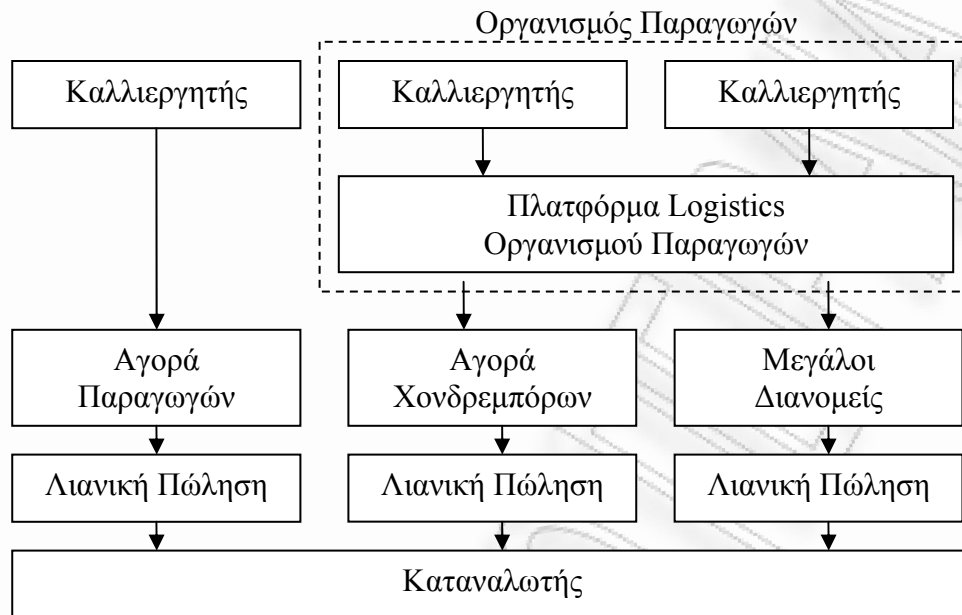 Οργανισμός Παραγωγών
Καλλιεργητής
Καλλιεργητής
Καλλιεργητής
Πλατφόρμα Logistics
Οργανισμού Παραγωγών
Αγορά
Παραγωγών
Αγορά
Χονδρεμπόρων
Μεγάλοι
Διανομείς
Λιανική Πώληση
Λιανική Πώληση
Λιανική Πώληση
Καταναλωτής